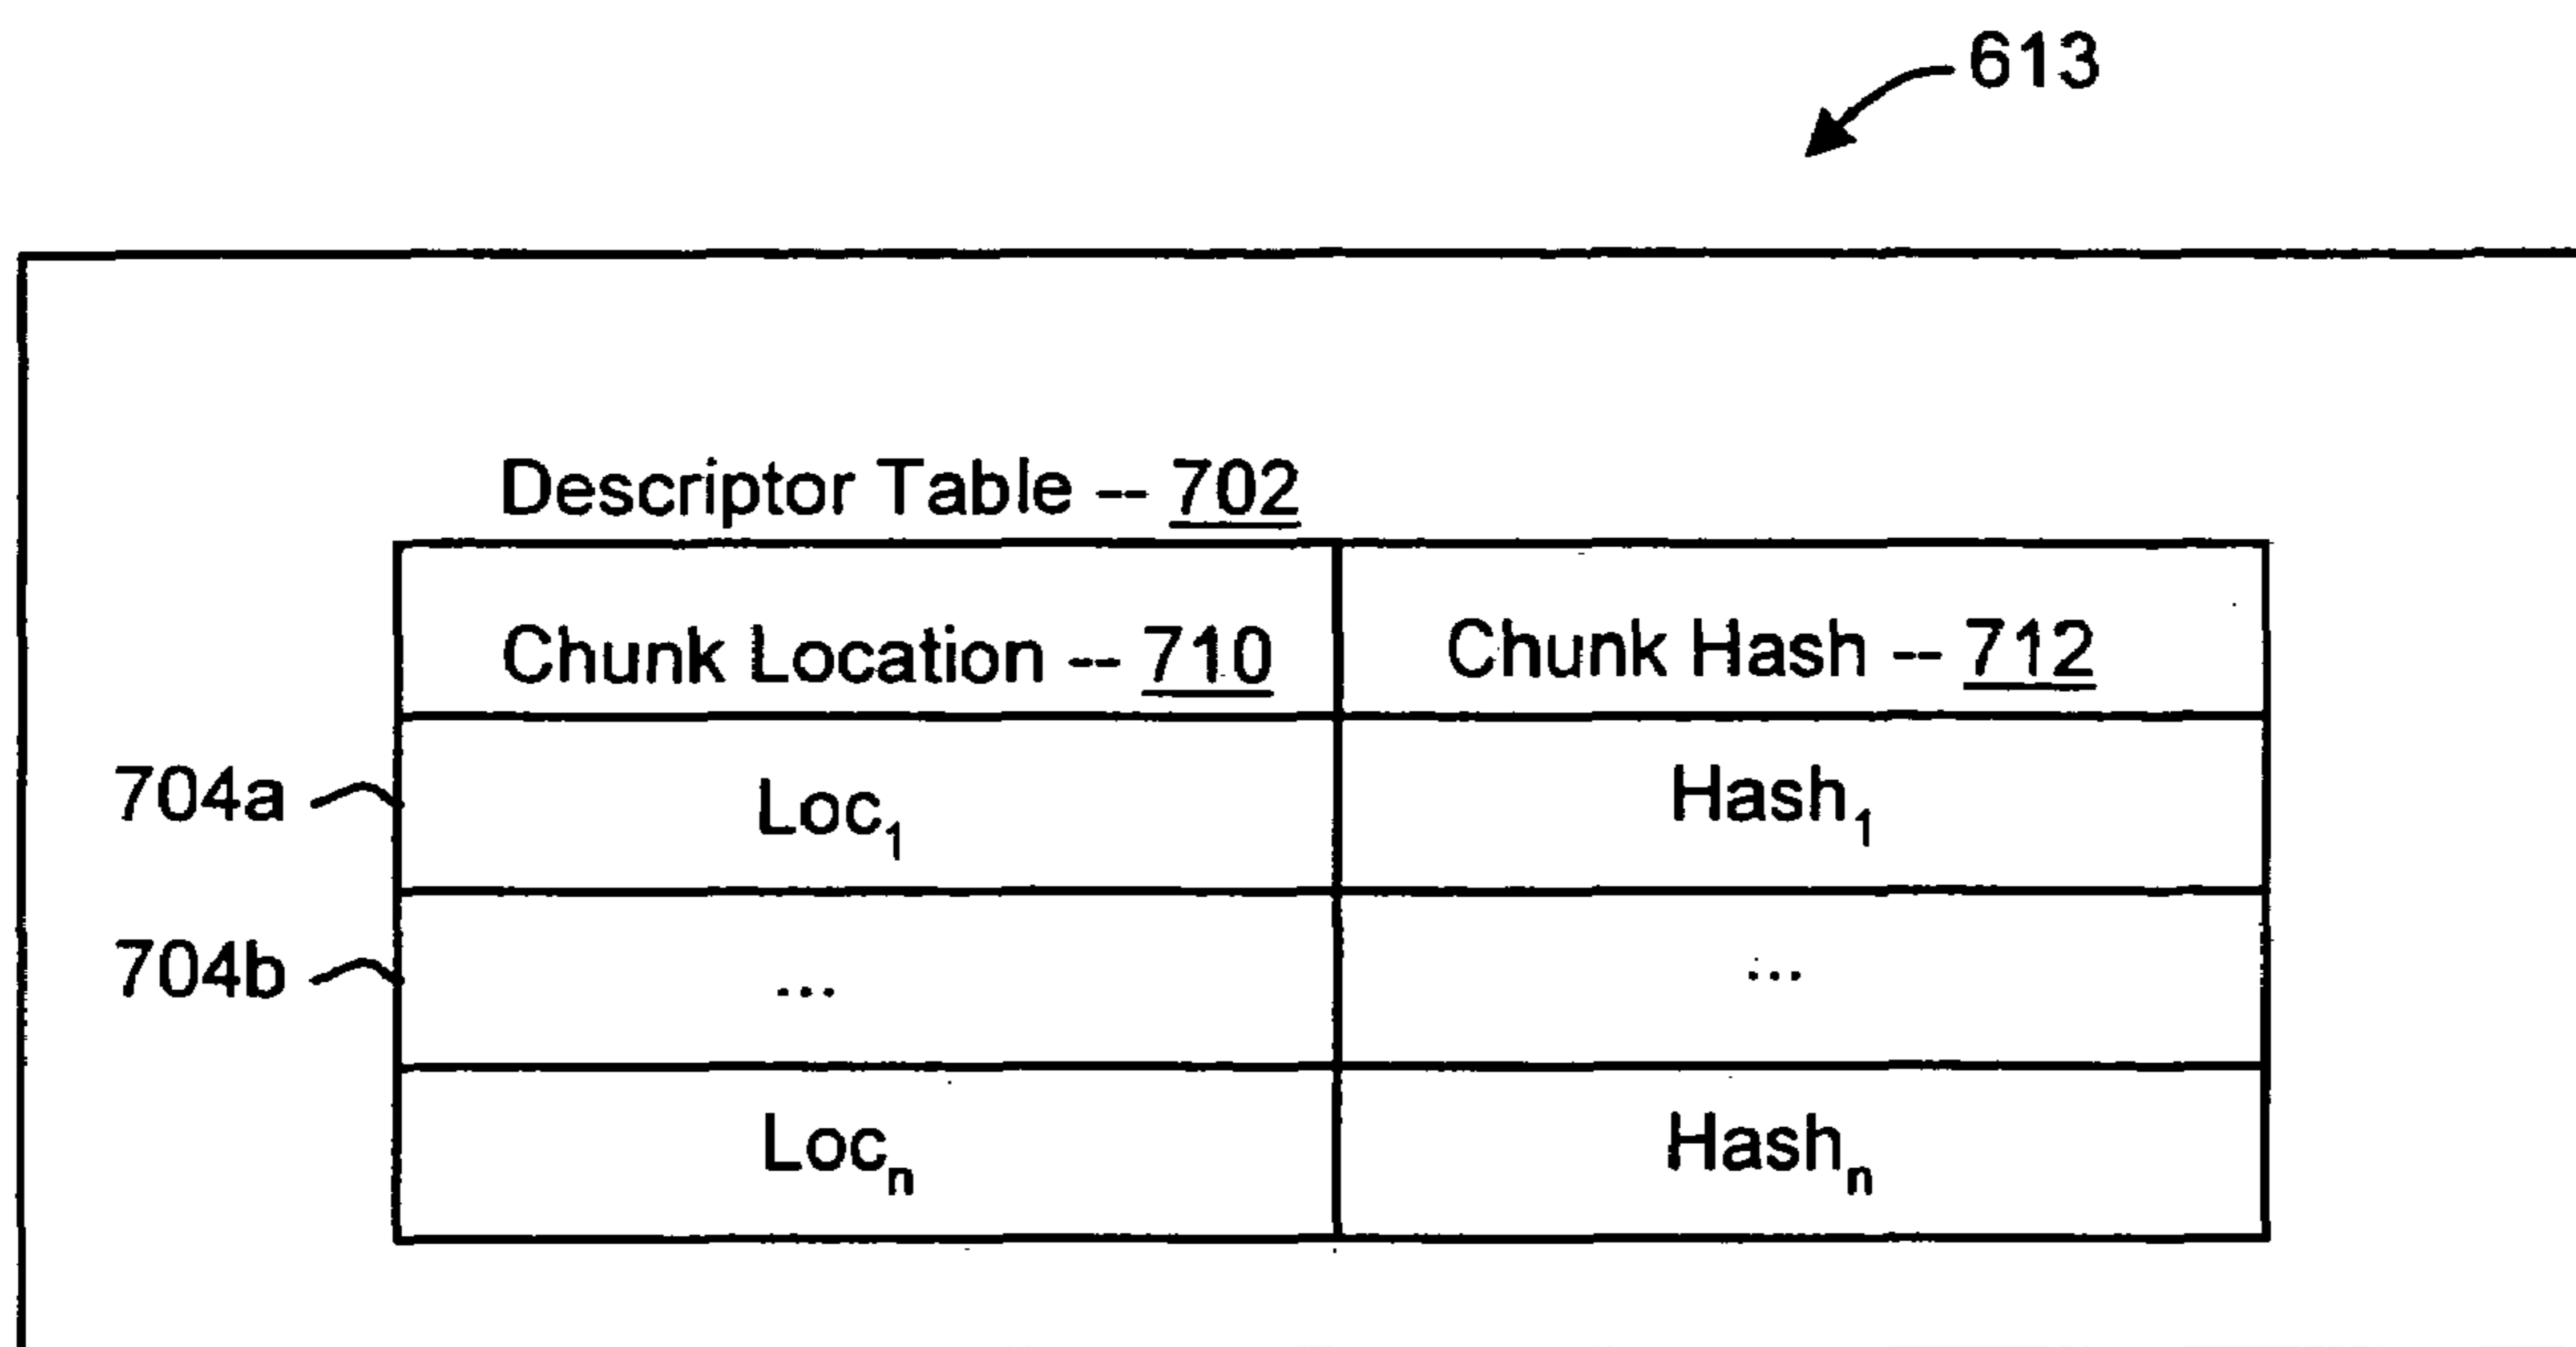 613
Descriptor Table -- 702
Chunk Location -- 710 Chunk Hash -- 712
704a Loc₁ Hash₁
704b ... ...
Locₙ Hashₙ